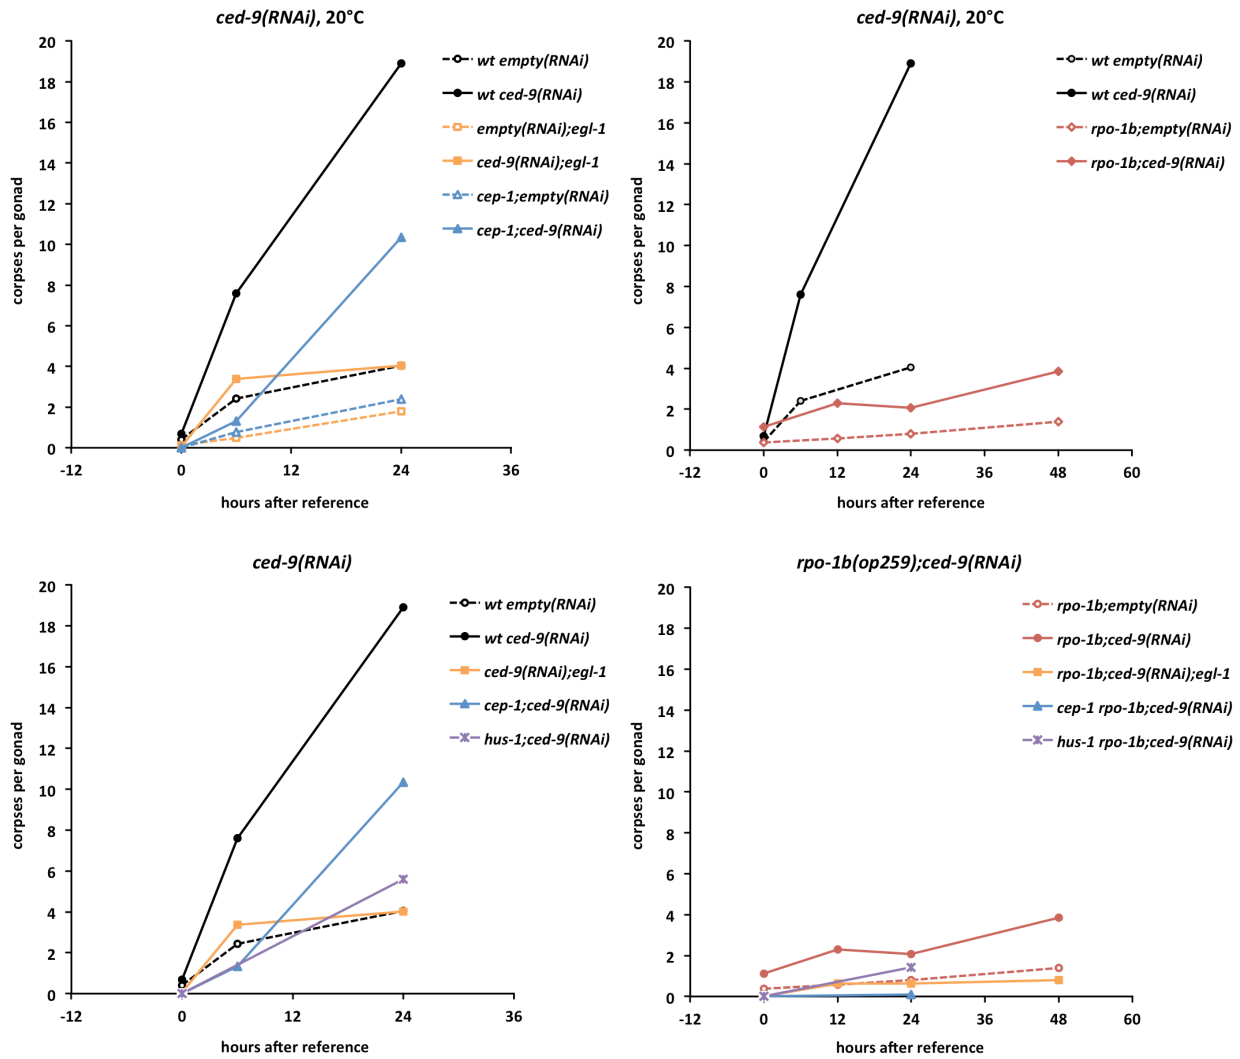 ced-9(RNAi), 20°C
20
18
16
14
12
10
8
6
4
2
0
-12
0
12
24
36
corpses per gonad
hours after reference
wt empty(RNAi)
wt ced-9(RNAi)
empty(RNAi);egl-1
ced-9(RNAi);egl-1
cep-1;empty(RNAi)
cep-1;ced-9(RNAi)
ced-9(RNAi), 20°C
20
18
16
14
12
10
8
6
4
2
0
-12
0
12
24
36
48
60
corpses per gonad
hours after reference
wt empty(RNAi)
wt ced-9(RNAi)
rpo-1b;empty(RNAi)
rpo-1b;ced-9(RNAi)
ced-9(RNAi)
20
18
16
14
12
10
8
6
4
2
0
-12
0
12
24
36
corpses per gonad
hours after reference
wt empty(RNAi)
wt ced-9(RNAi)
ced-9(RNAi);egl-1
cep-1;ced-9(RNAi)
hus-1;ced-9(RNAi)
rpo-1b(op259);ced-9(RNAi)
20
18
16
14
12
10
8
6
4
2
0
-12
0
12
24
36
48
60
corpses per gonad
hours after reference
rpo-1b;empty(RNAi)
rpo-1b;ced-9(RNAi)
rpo-1b;ced-9(RNAi);egl-1
cep-1 rpo-1b;ced-9(RNAi)
hus-1 rpo-1b;ced-9(RNAi)